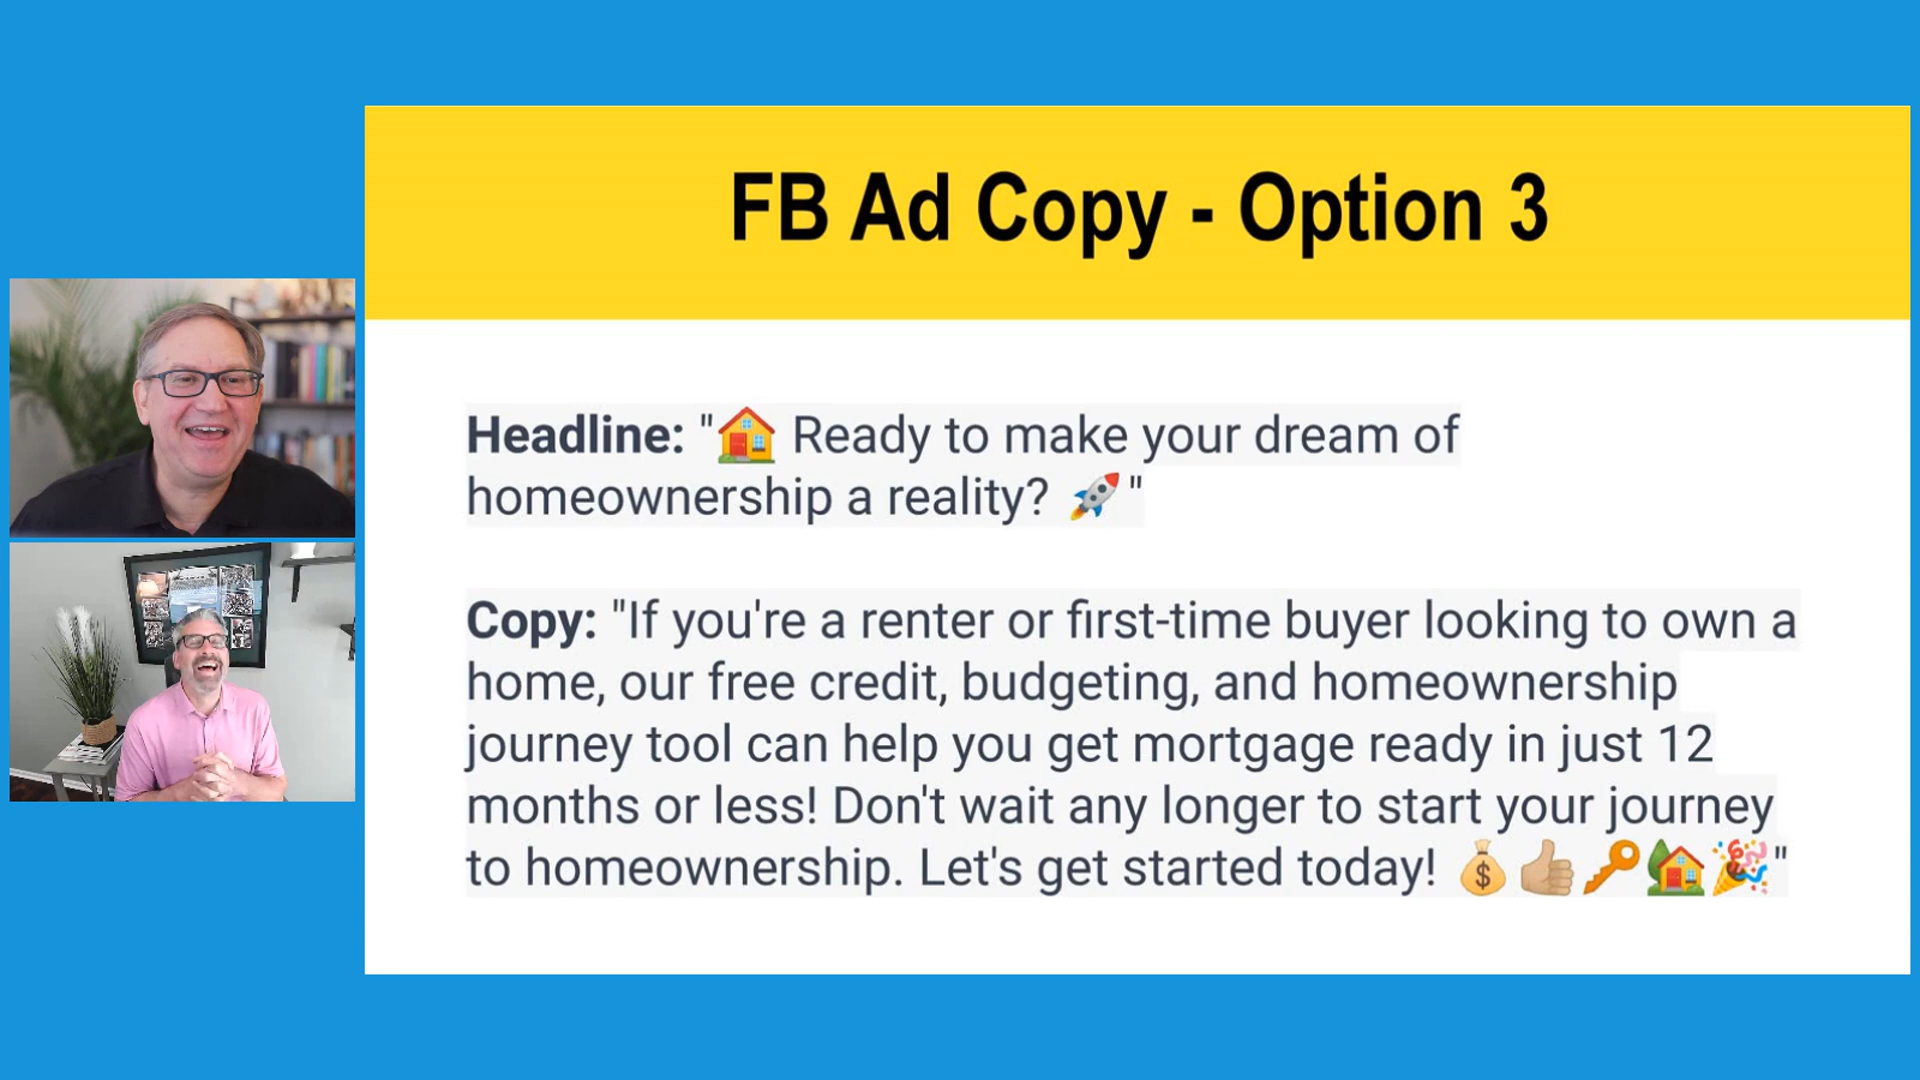 FB Ad Copy - Option 3
Headline: "🏠 Ready to make your dream of
homeownership a reality? 🚀"
Copy: "If you're a renter or first-time buyer looking to own a
home, our free credit, budgeting, and homeownership
journey tool can help you get mortgage ready in just 12
months or less! Don't wait any longer to start your journey
to homeownership. Let's get started today! 💰👍🏼🔑🏡🎉"